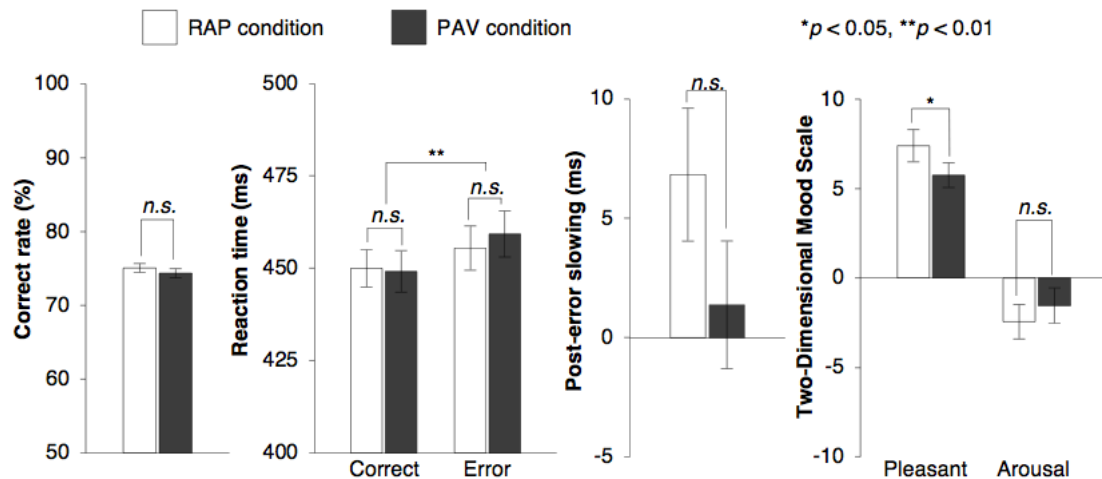 RAP condition
PAV condition
*p < 0.05, **p < 0.01
Correct rate (%)
100
90
80
70
60
50
n.s.
Reaction time (ms)
500
475
450
425
400
**
n.s.
n.s.
Correct
Error
Post-error slowing (ms)
10
5
0
-5
n.s.
Two-Dimensional Mood Scale
10
5
0
-5
-10
*
n.s.
Pleasant
Arousal